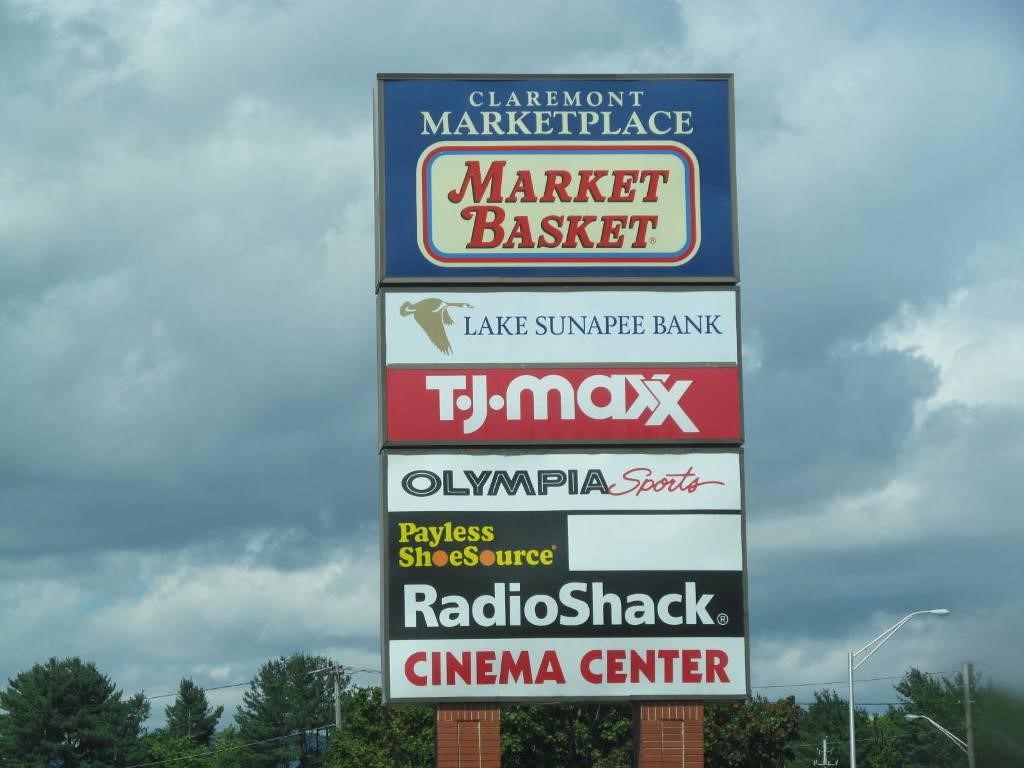 CLAREMONT
MARKETPLACE
MARKET
BASKET®
LAKE SUNAPEE BANK
T·J·maxx
OLYMPIA Sports
Payless
ShoeSource
RadioShack®
CINEMA CENTER